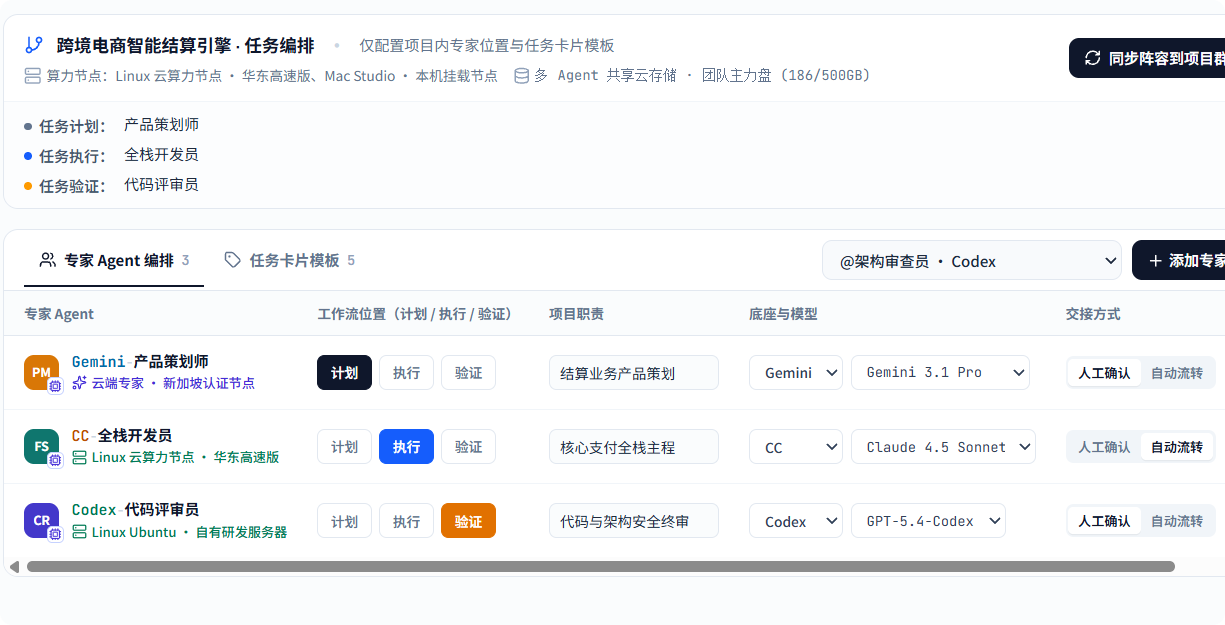 跨境电商智能结算引擎 · 任务编排 • 仅配置项目内专家位置与任务卡片模板
同步阵容到项目群
算力节点：Linux 云算力节点 • 华东高速版、Mac Studio • 本机挂载节点 多 Agent 共享云存储 · 团队主力盘 (186/500GB)
任务计划： 产品策划师
任务执行： 全栈开发员
任务验证： 代码评审员
专家 Agent 编排 3 任务卡片模板 5 @架构审查员 • Codex + 添加专家
专家 Agent 工作流位置（计划 / 执行 / 验证） 项目职责 底座与模型 交接方式
PM Gemini-产品策划师 计划 执行 验证 结算业务产品策划 Gemini Gemini 3.1 Pro 人工确认 自动流转
云端专家 • 新加坡认证节点
FS CC-全栈开发员 计划 执行 验证 核心支付全栈主程 CC Claude 4.5 Sonnet 人工确认 自动流转
Linux 云算力节点 • 华东高速版
CR Codex-代码评审员 计划 执行 验证 代码与架构安全终审 Codex GPT-5.4-Codex 人工确认 自动流转
Linux Ubuntu • 自有研发服务器